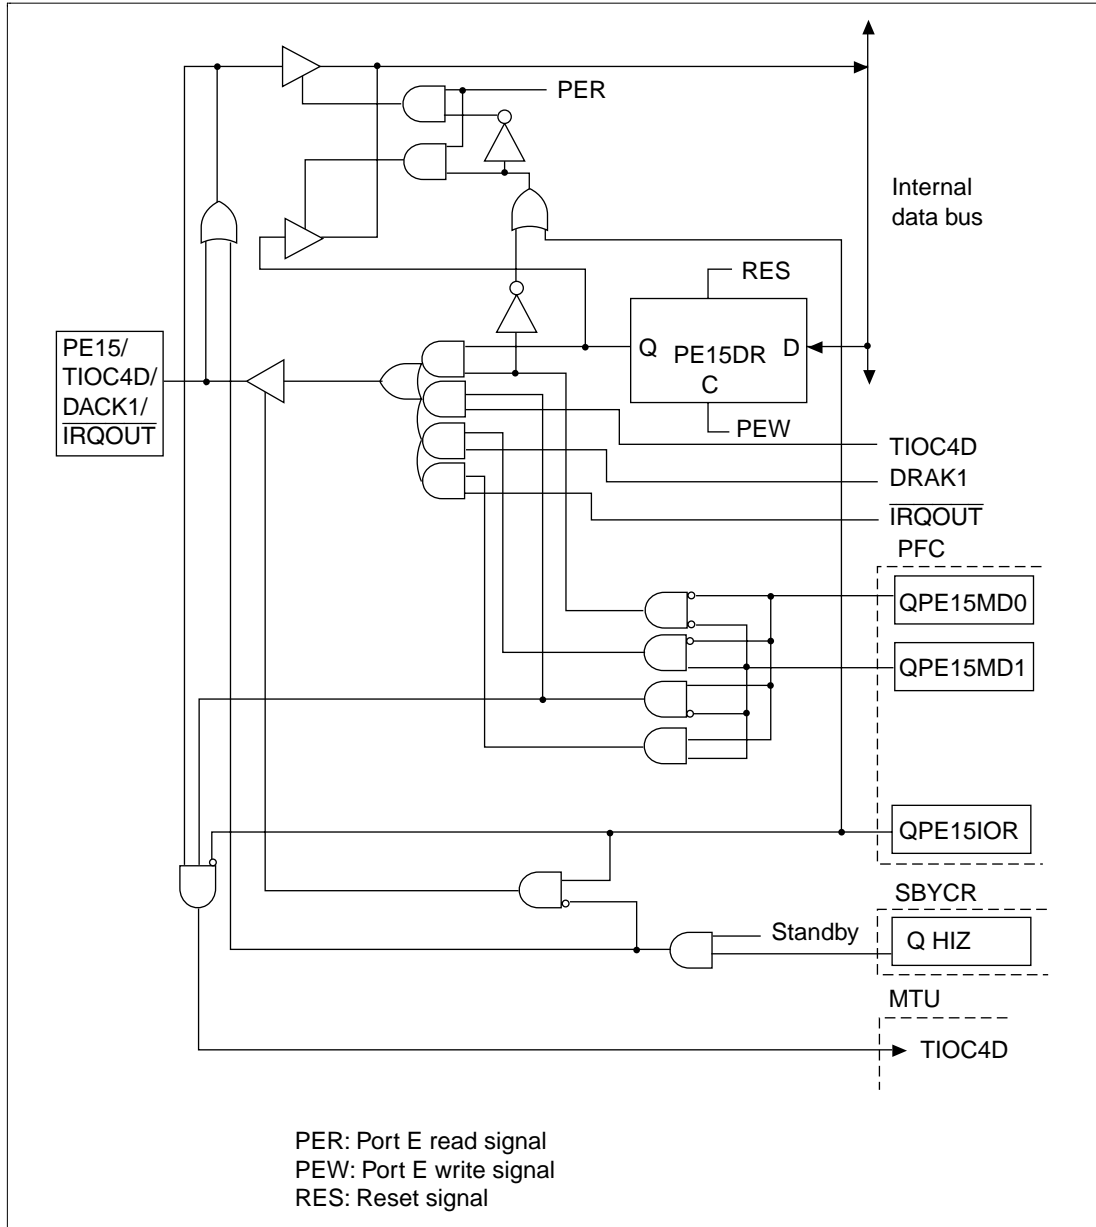 PER
Internal
data bus
RES
PE15/
TIOC4D/
DACK1/
IRQOUT
Q PE15DR D
C
PEW
TIOC4D
DRAK1
IRQOUT
PFC
QPE15MD0
QPE15MD1
QPE15IOR
SBYCR
Standby
Q HIZ
MTU
TIOC4D
PER: Port E read signal
PEW: Port E write signal
RES: Reset signal